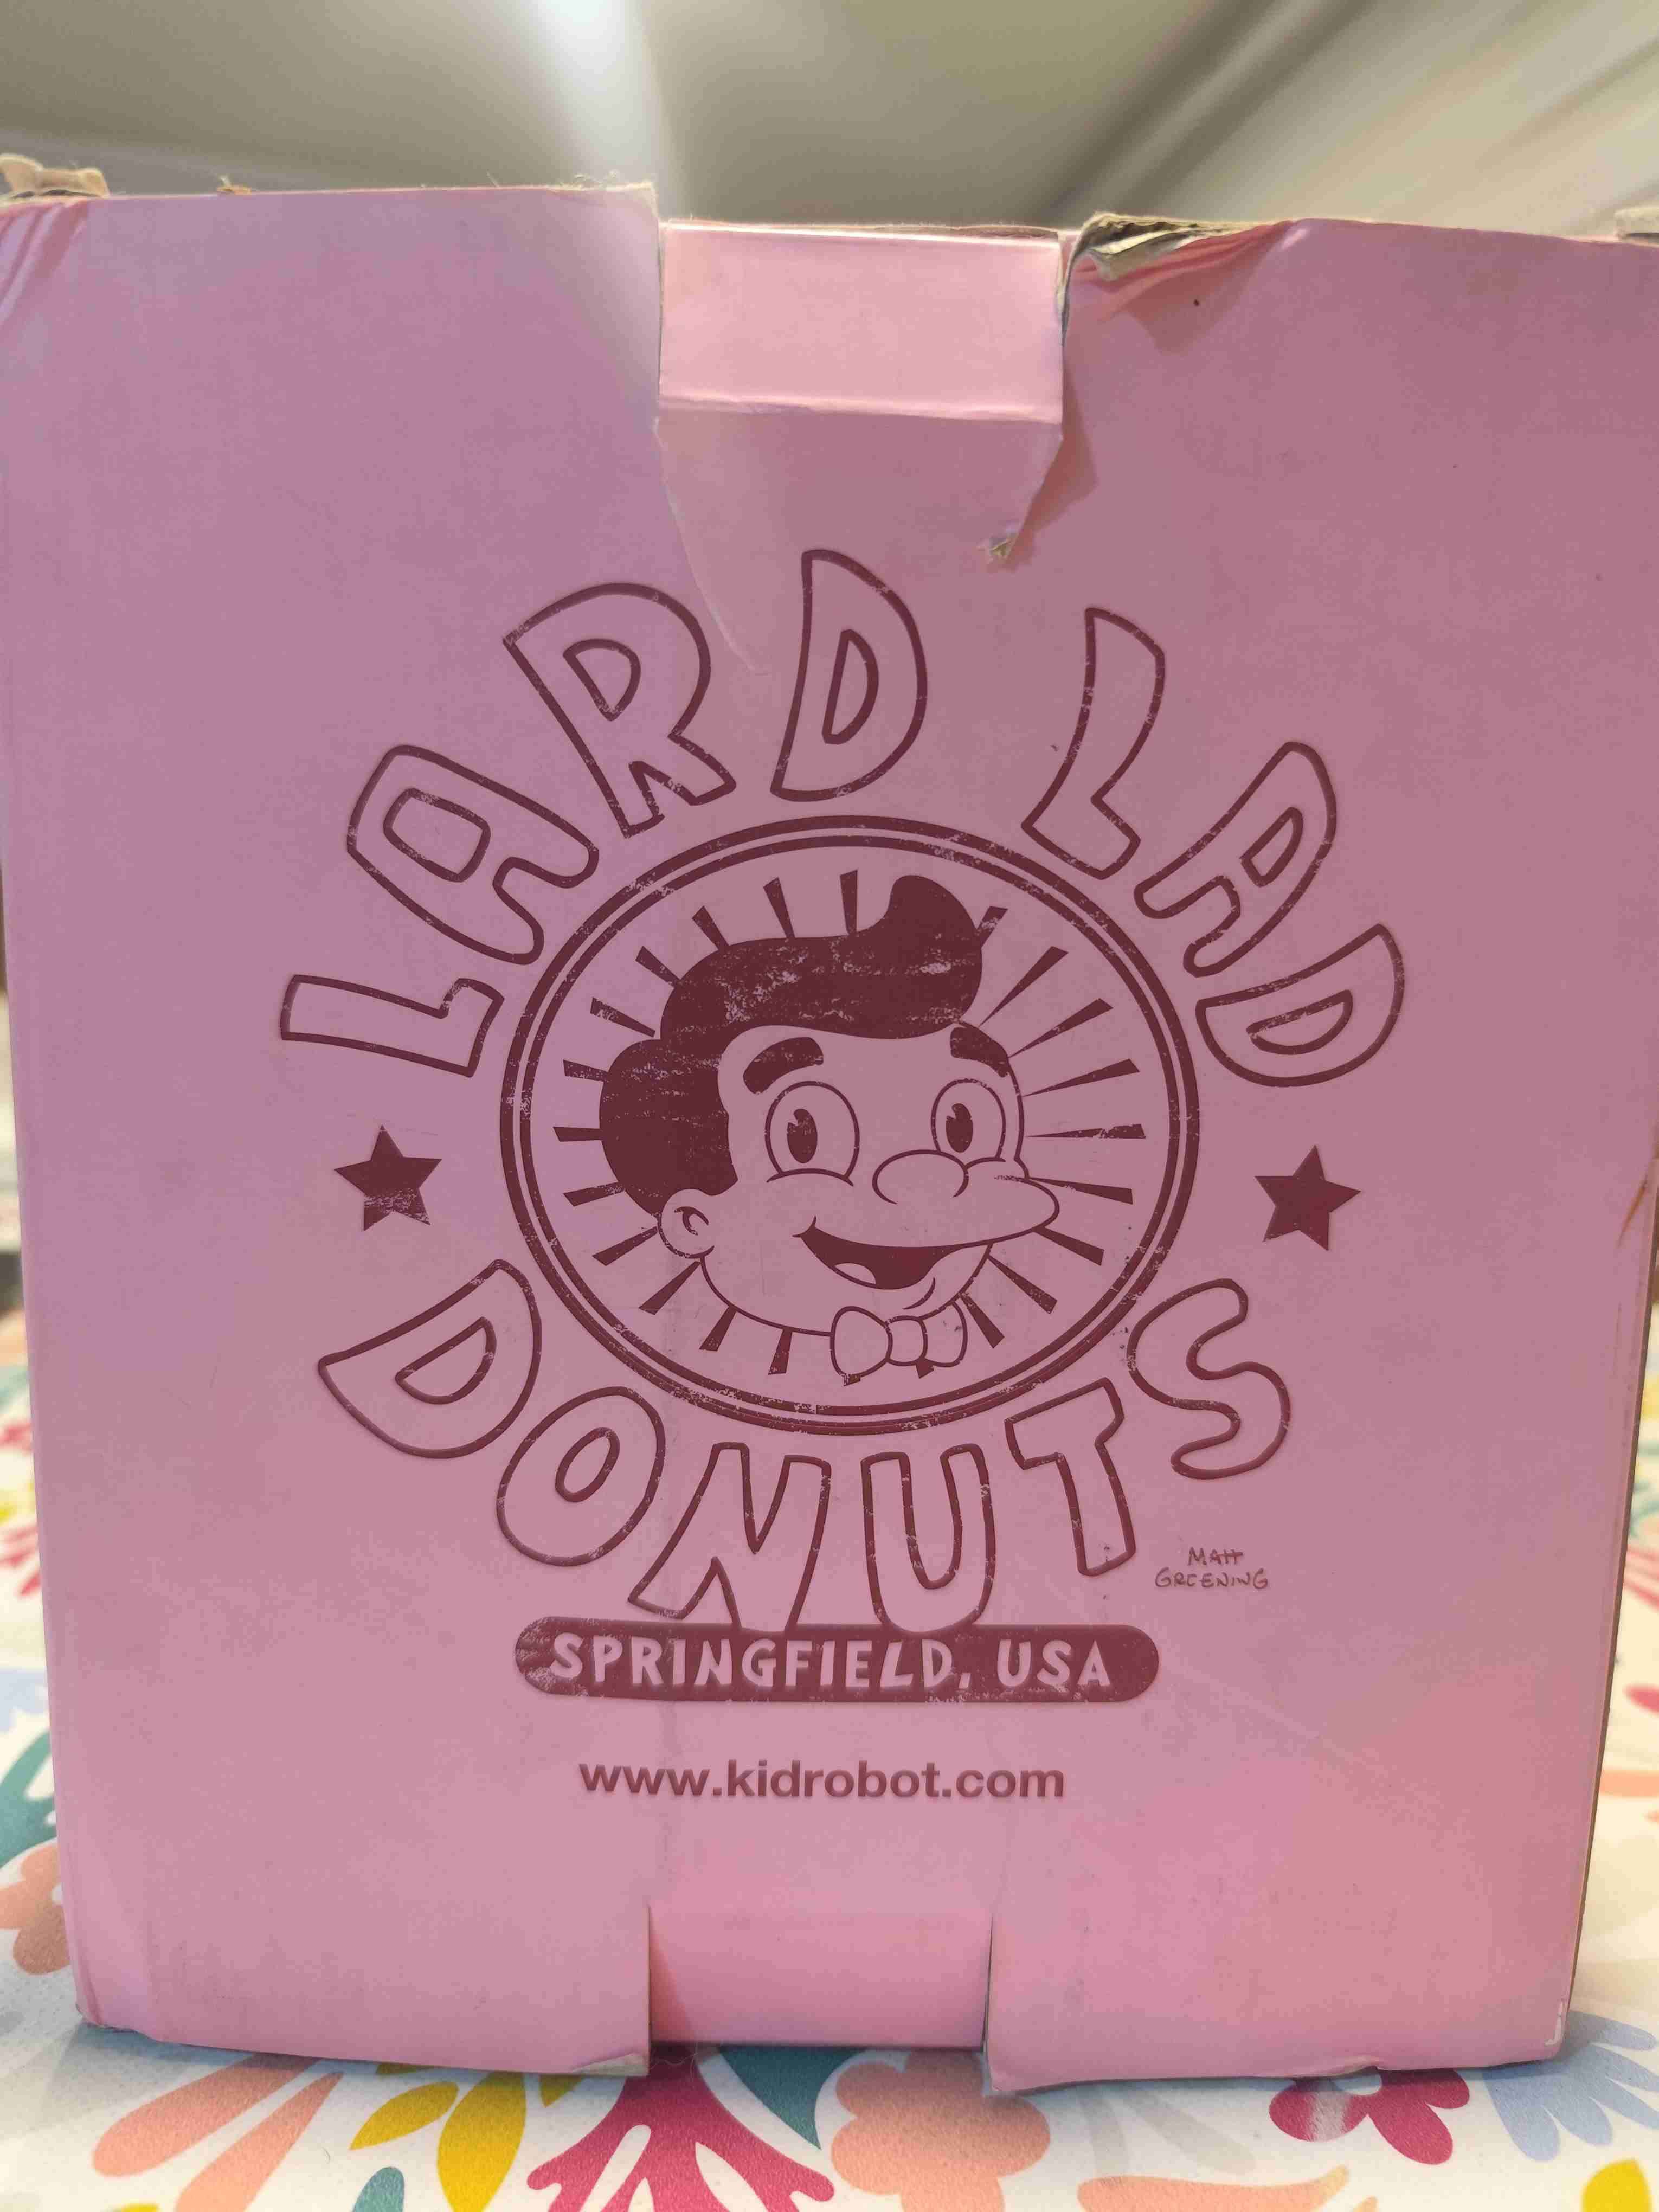 LARD LAD
DONUTS
MATT
GROENING
SPRINGFIELD, USA
www.kidrobot.com